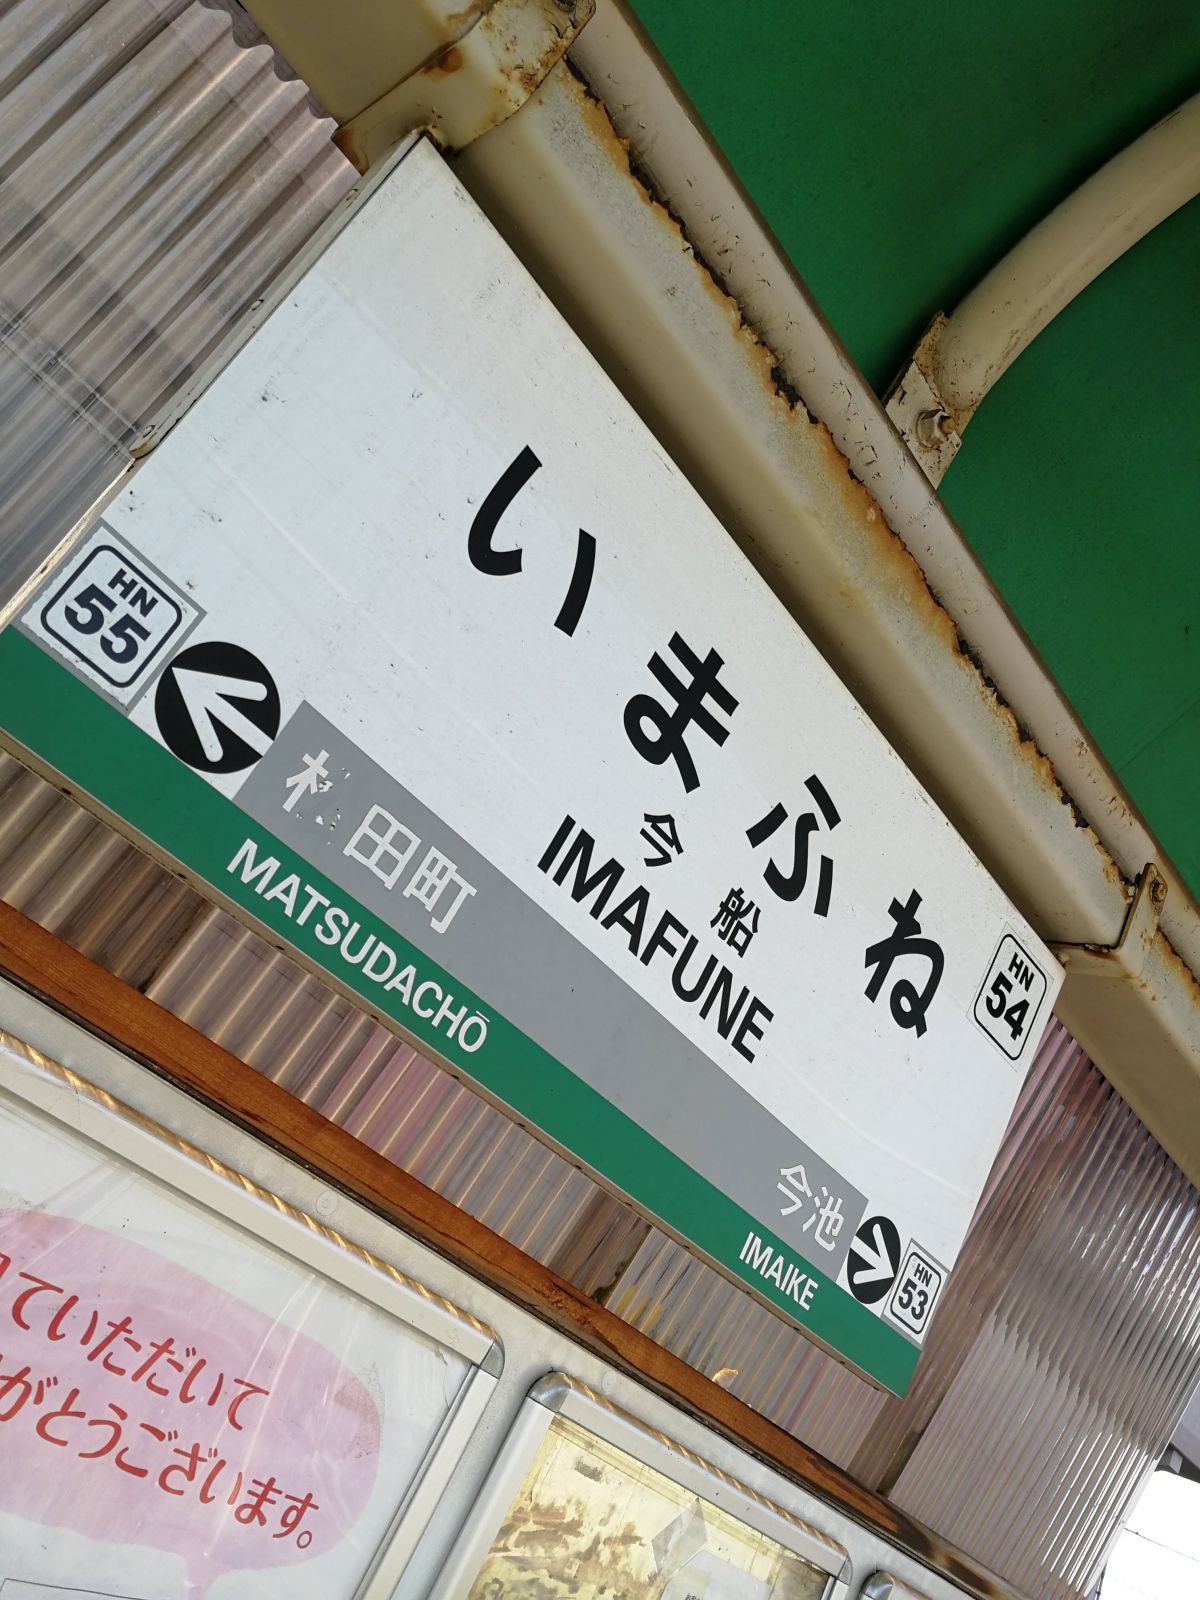 いまふね
HN
54
今船
IMAFUNE
HN
55
松田町
MATSUDACHŌ
今池
IMAIKE
HN
53
ていただいて
がとうございます。